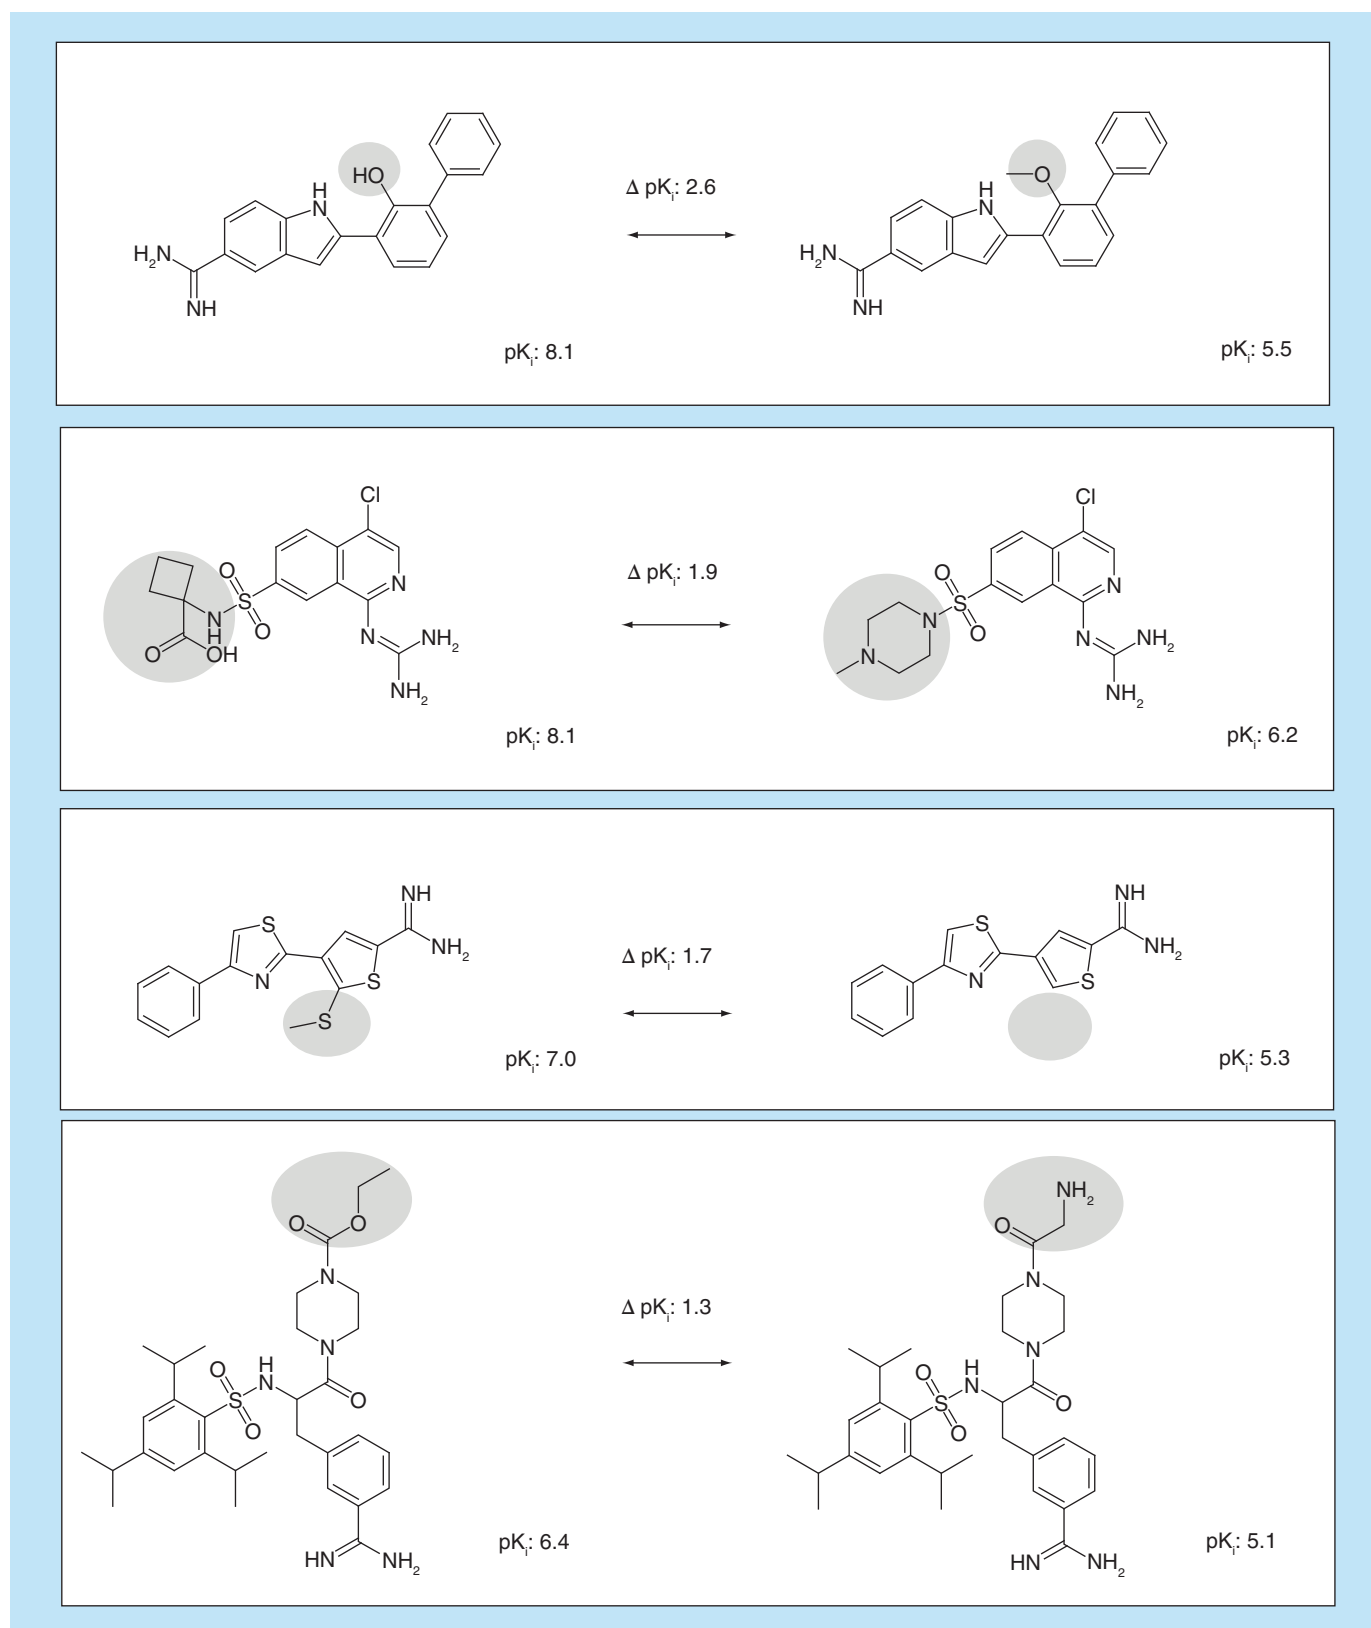 HO
H
N
H₂N
NH
Δ pKᵢ: 2.6
pKᵢ: 8.1
O
H
N
H₂N
NH
pKᵢ: 5.5
Cl
O
S
N
H
O
N
O
OH
N
NH₂
NH₂
Δ pKᵢ: 1.9
pKᵢ: 8.1
Cl
O
S
N
O
N
N
N
NH₂
NH₂
pKᵢ: 6.2
NH
S
NH₂
N
S
S
Δ pKᵢ: 1.7
pKᵢ: 7.0
NH
S
NH₂
N
S
pKᵢ: 5.3
O
O
N
N
H
N
O
S
O
O
HN
NH₂
Δ pKᵢ: 1.3
pKᵢ: 6.4
NH₂
O
N
N
H
N
O
S
O
O
HN
NH₂
pKᵢ: 5.1